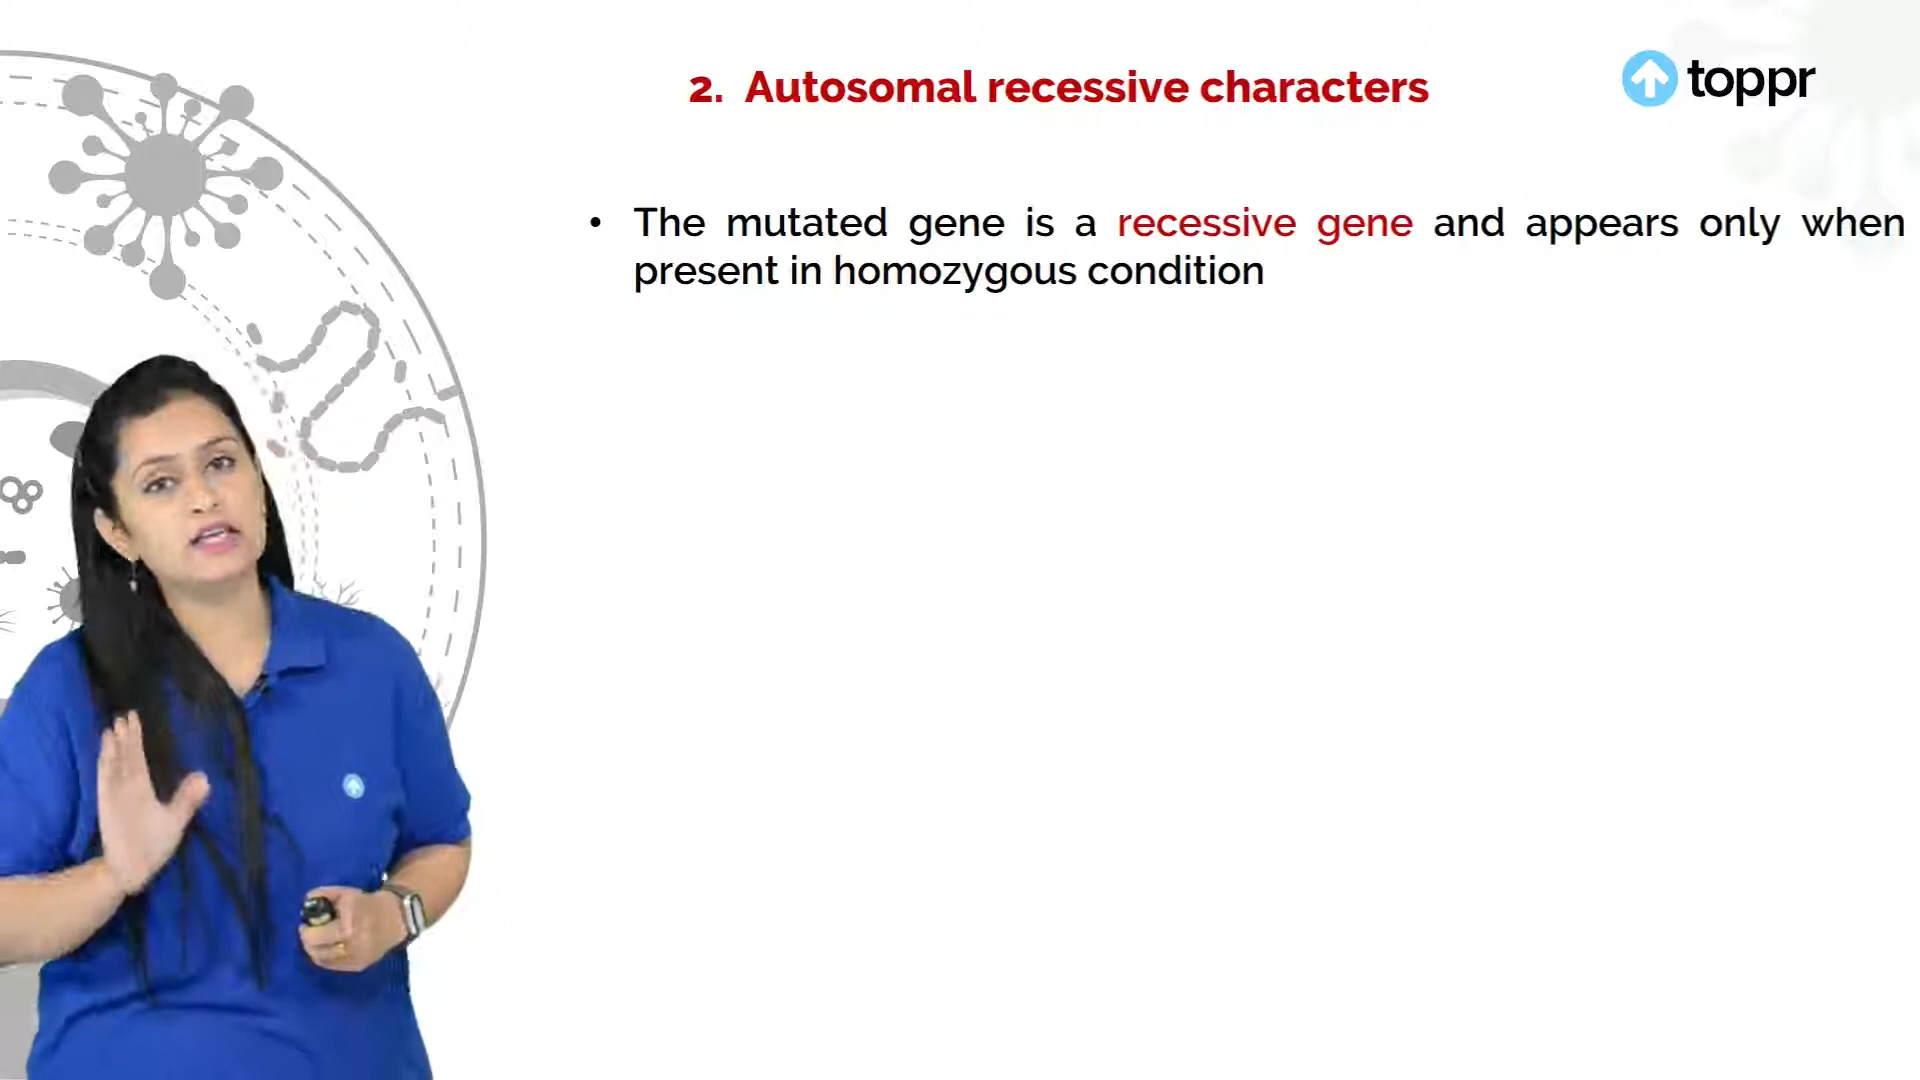 2. Autosomal recessive characters
toppr
• The mutated gene is a recessive gene and appears only when
present in homozygous condition